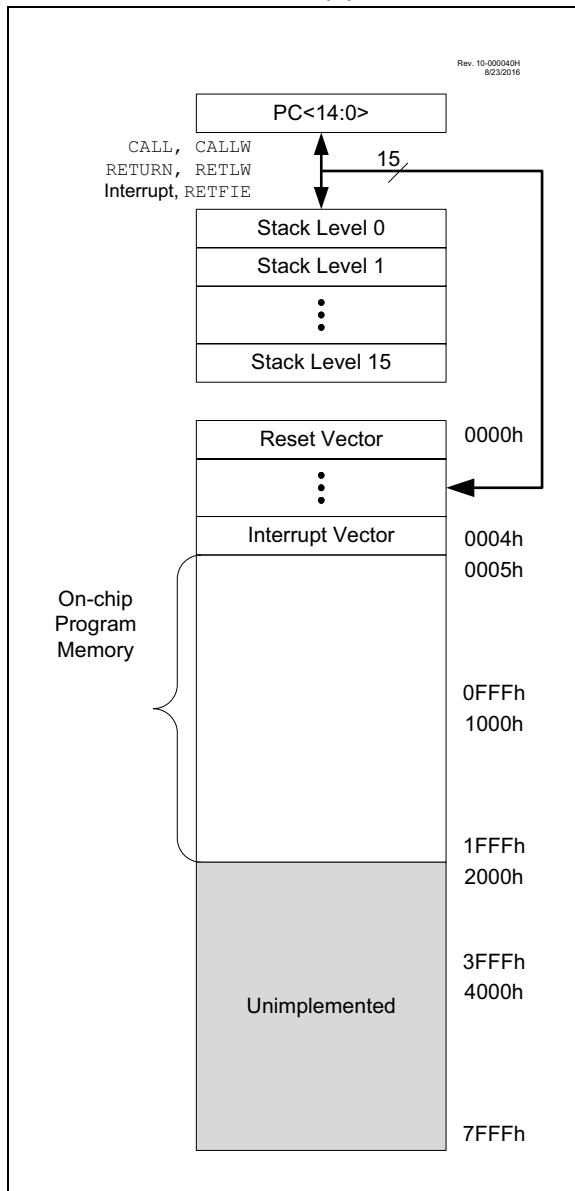 Rev. 10-000040H
8/23/2016
PC<14:0>
CALL, CALLW
RETURN, RETLW
Interrupt, RETFIE
15
Stack Level 0
Stack Level 1
Stack Level 15
Reset Vector
0000h
Interrupt Vector
0004h
0005h
On-chip
Program
Memory
0FFFh
1000h
1FFFh
2000h
3FFFh
4000h
Unimplemented
7FFFh